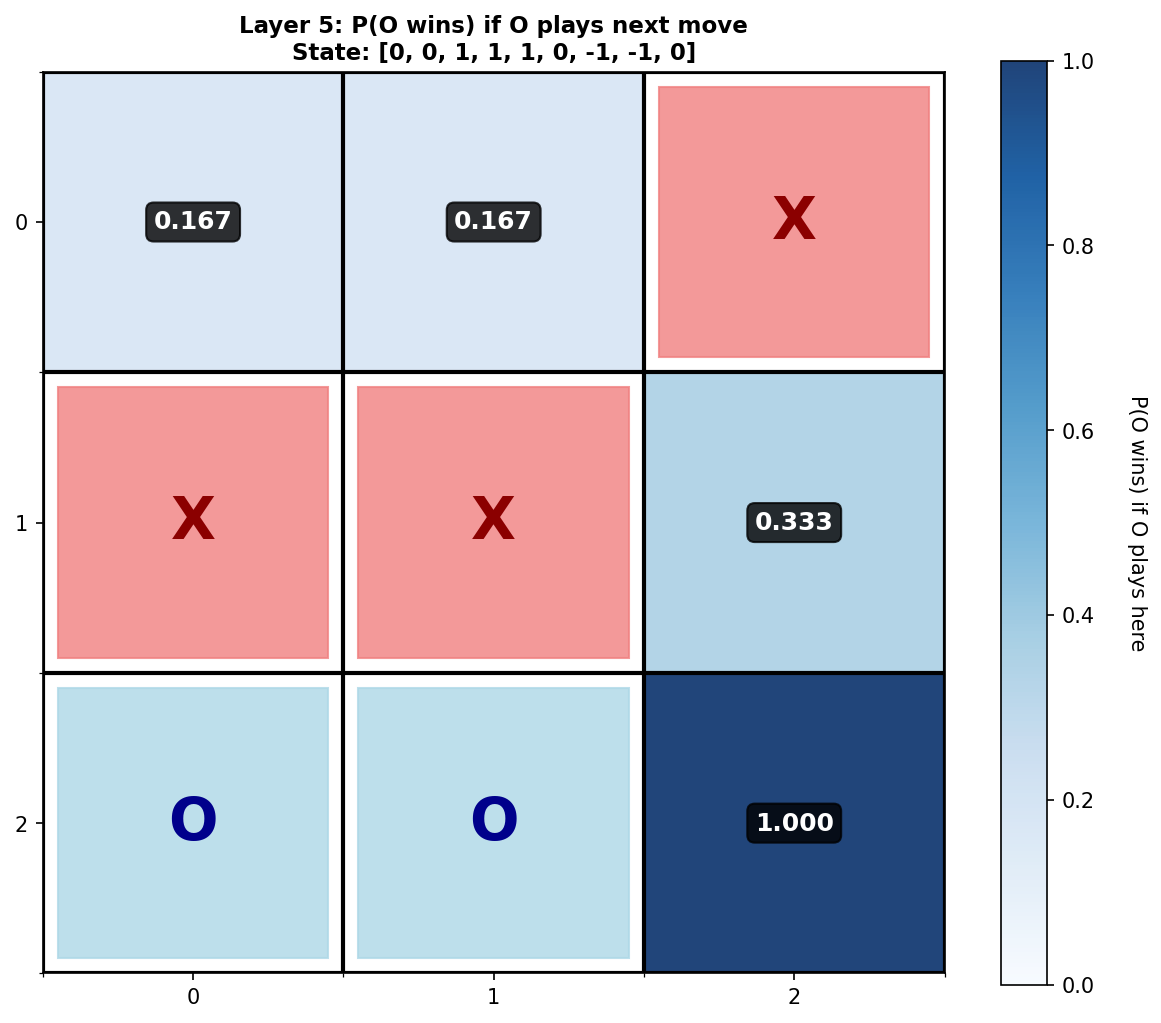 Layer 5: P(O wins) if O plays next move
State: [0, 0, 1, 1, 1, 0, -1, -1, 0]
0
0.167
0.167
X
1
X
X
0.333
2
O
O
1.000
0
1
2
1.0
0.8
0.6
0.4
0.2
0.0
P(O wins) if O plays here